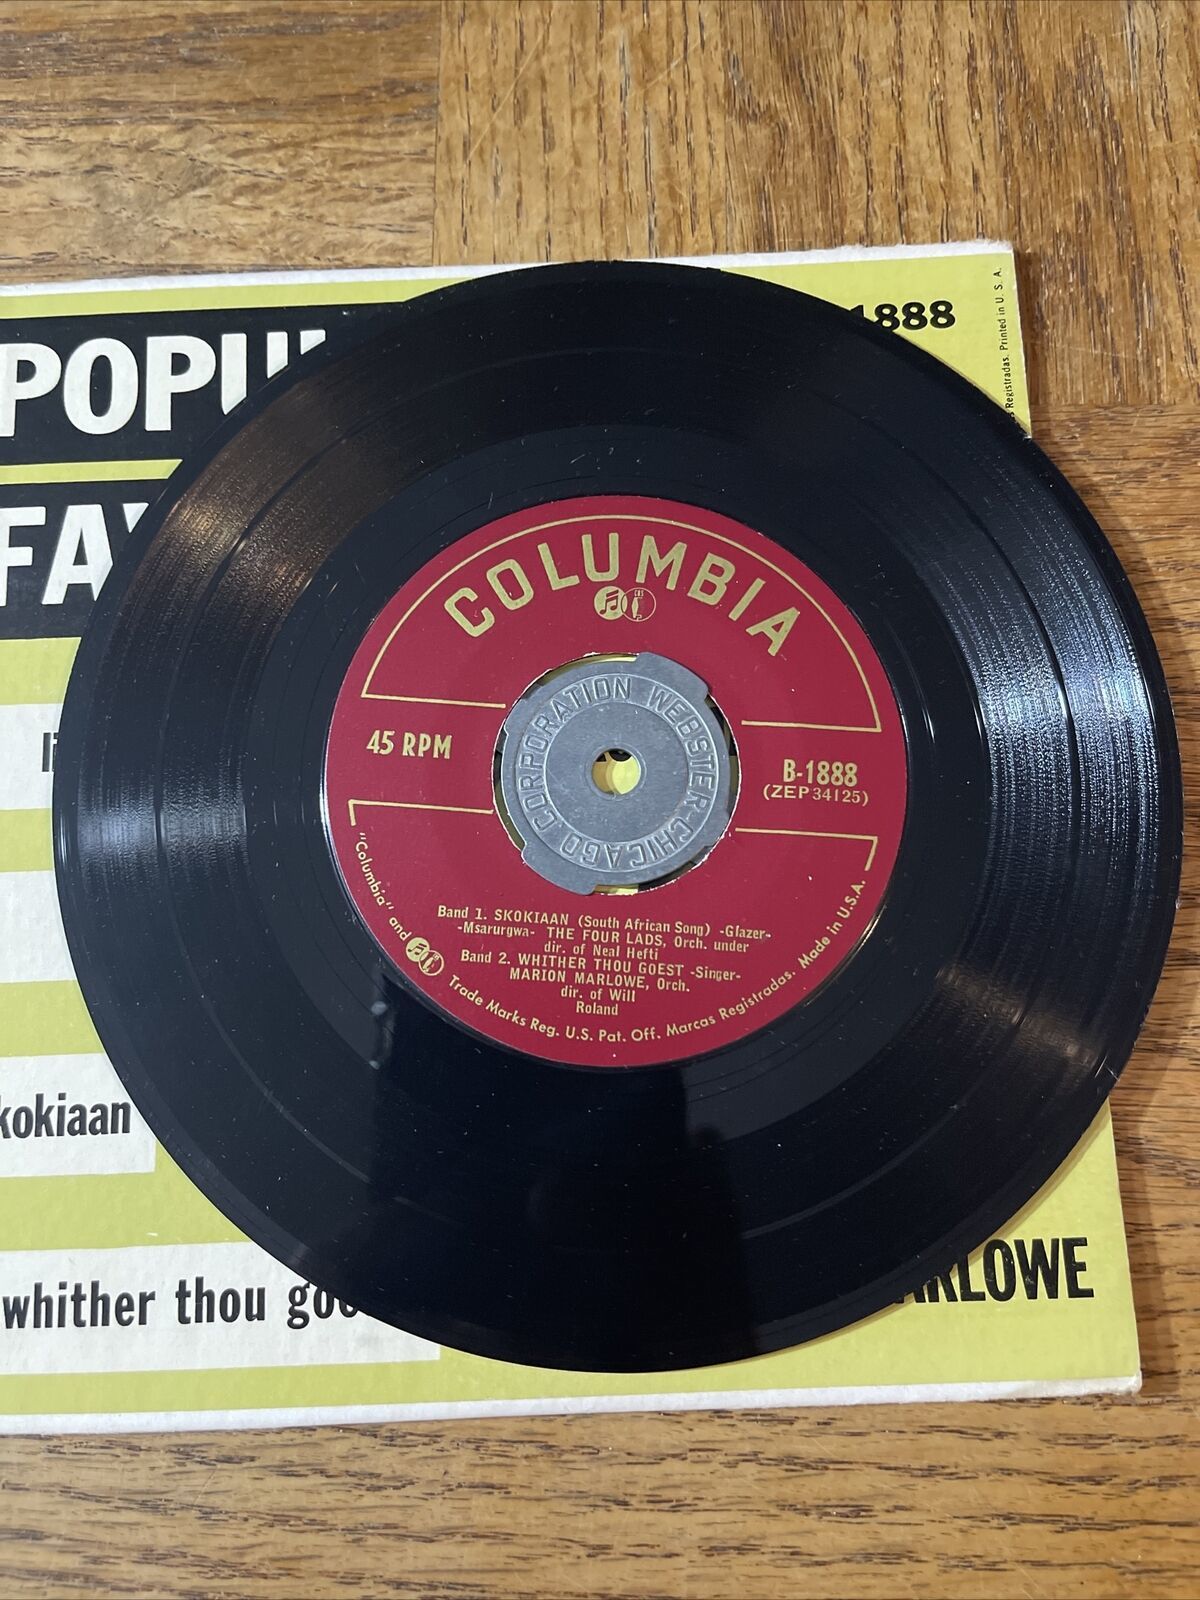 1888
s Registradas. Printed in U. S. A.
POPU
FA
COLUMBIA
CBS
45 RPM
B-1888
(ZEP 34125)
CORPORATION WEBSTER-CHICAGO
Band 1. SKOKIAAN (South African Song) -Glazer-
-Msarurgwa- THE FOUR LADS, Orch. under
dir. of Neal Hefti
Band 2. WHITHER THOU GOEST -Singer-
MARION MARLOWE, Orch.
dir. of Will
Roland
"Columbia" and Trade Marks Reg. U.S. Pat. Off. Marcas Registradas. Made in U.S.A.
kokiaan
whither thou goe
ARLOWE